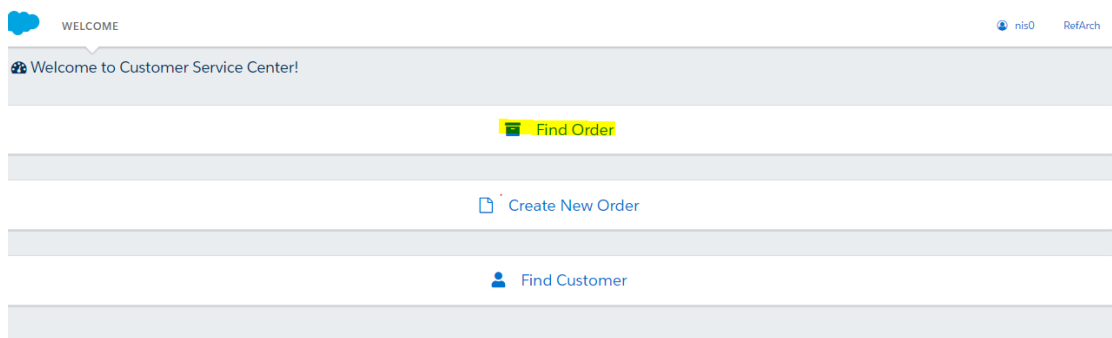 WELCOME
nis0
RefArch
Welcome to Customer Service Center!
Find Order
Create New Order
Find Customer